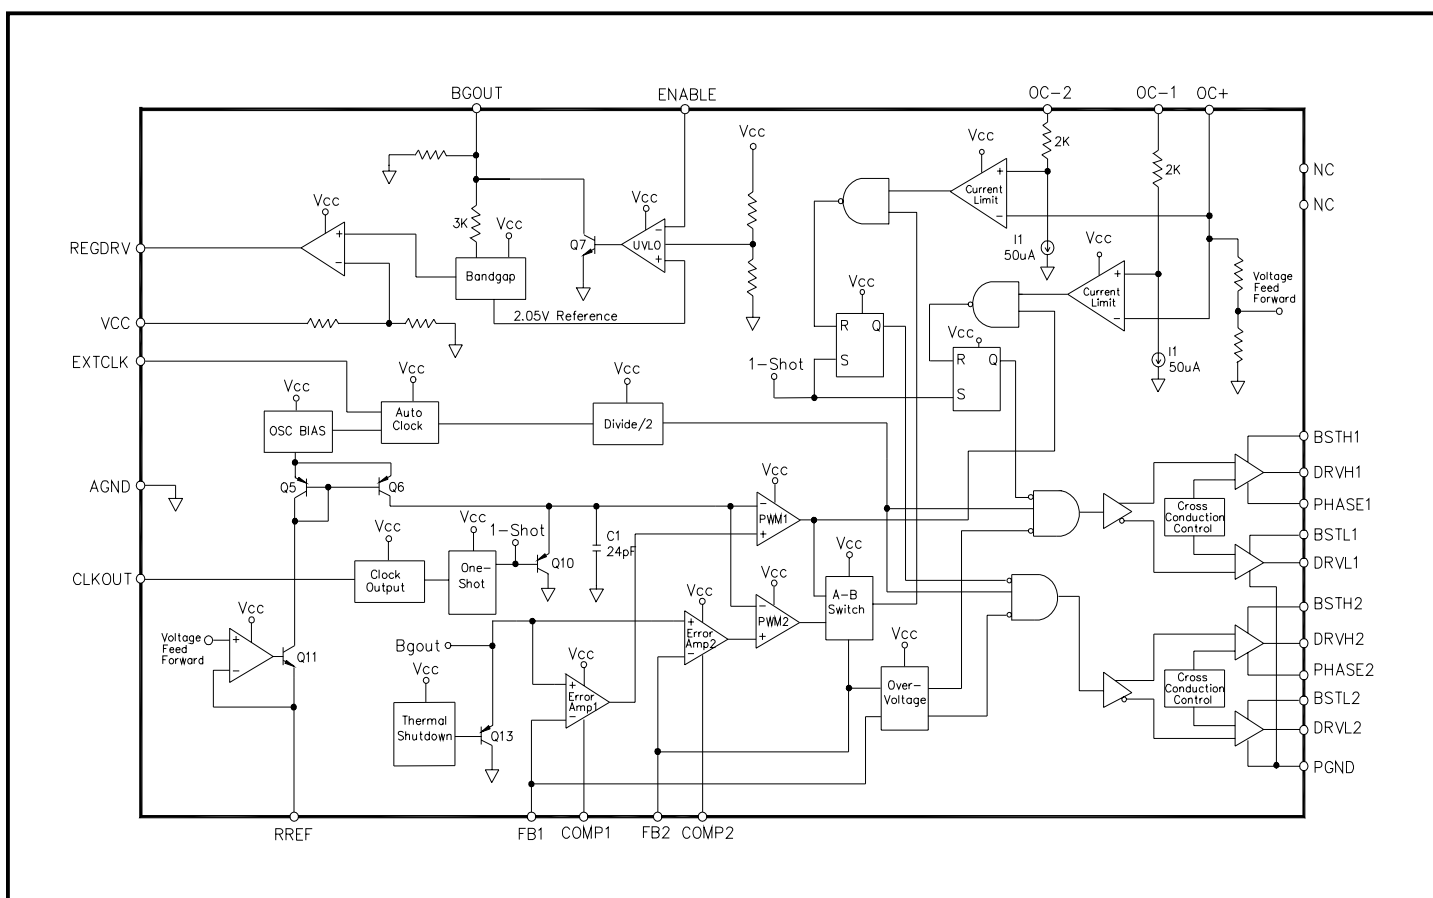 BGOUT
ENABLE
OC-2
OC-1
OC+
Vcc
2K
Vcc
2K
NC
NC
Vcc
Vcc
3K
Vcc
Current
Limit
REGDRV
Q7
UVLO
Bandgap
I1
50uA
Vcc
Current
Limit
Voltage
Feed
Forward
Vcc
2.05V Reference
VCC
R
Q
S
Vcc
R
Q
S
I1
50uA
EXTCLK
1-Shot
Vcc
Vcc
Vcc
OSC BIAS
Auto
Clock
Divide/2
BSTH1
AGND
Q5
Q6
Vcc
PWM1
DRVH1
Cross
Conduction
Control
PHASE1
Vcc
1-Shot
Vcc
C1
24pF
BSTL1
Vcc
DRVL1
CLKOUT
Clock
Output
One-
Shot
Q10
Vcc
A-B
Switch
BSTH2
Vcc
Vcc
PWM2
Voltage
Feed
Forward
Q11
Bgout
Error
Amp2
Vcc
DRVH2
Vcc
Vcc
Over-
Voltage
Cross
Conduction
Control
PHASE2
Error
Amp1
BSTL2
Thermal
Shutdown
Q13
DRVL2
PGND
RREF
FB1
COMP1
FB2
COMP2